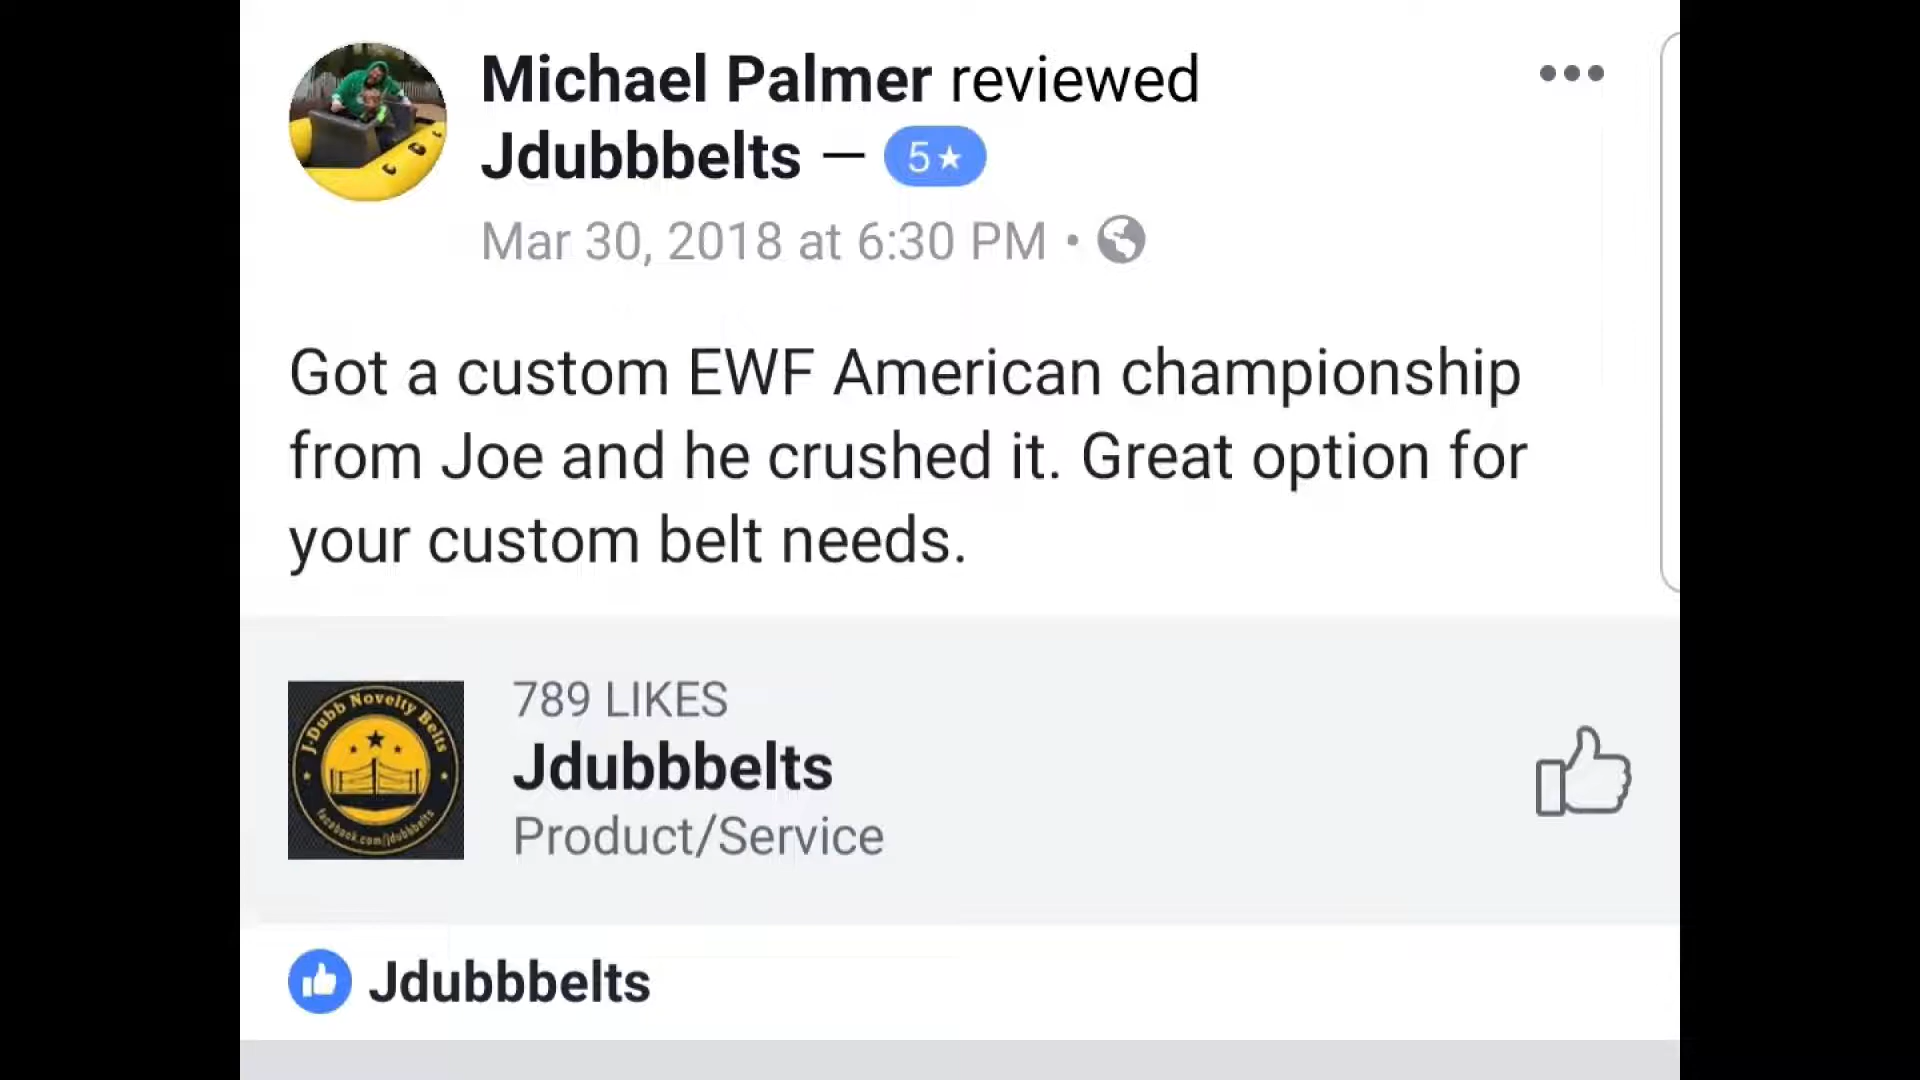 Michael Palmer reviewed
Jdubbbelts — 5★
Mar 30, 2018 at 6:30 PM •
Got a custom EWF American championship
from Joe and he crushed it. Great option for
your custom belt needs.
J-Dubb Novelty Belts
facebook.com/jdubbbelts
789 LIKES
Jdubbbelts
Product/Service
Jdubbbelts